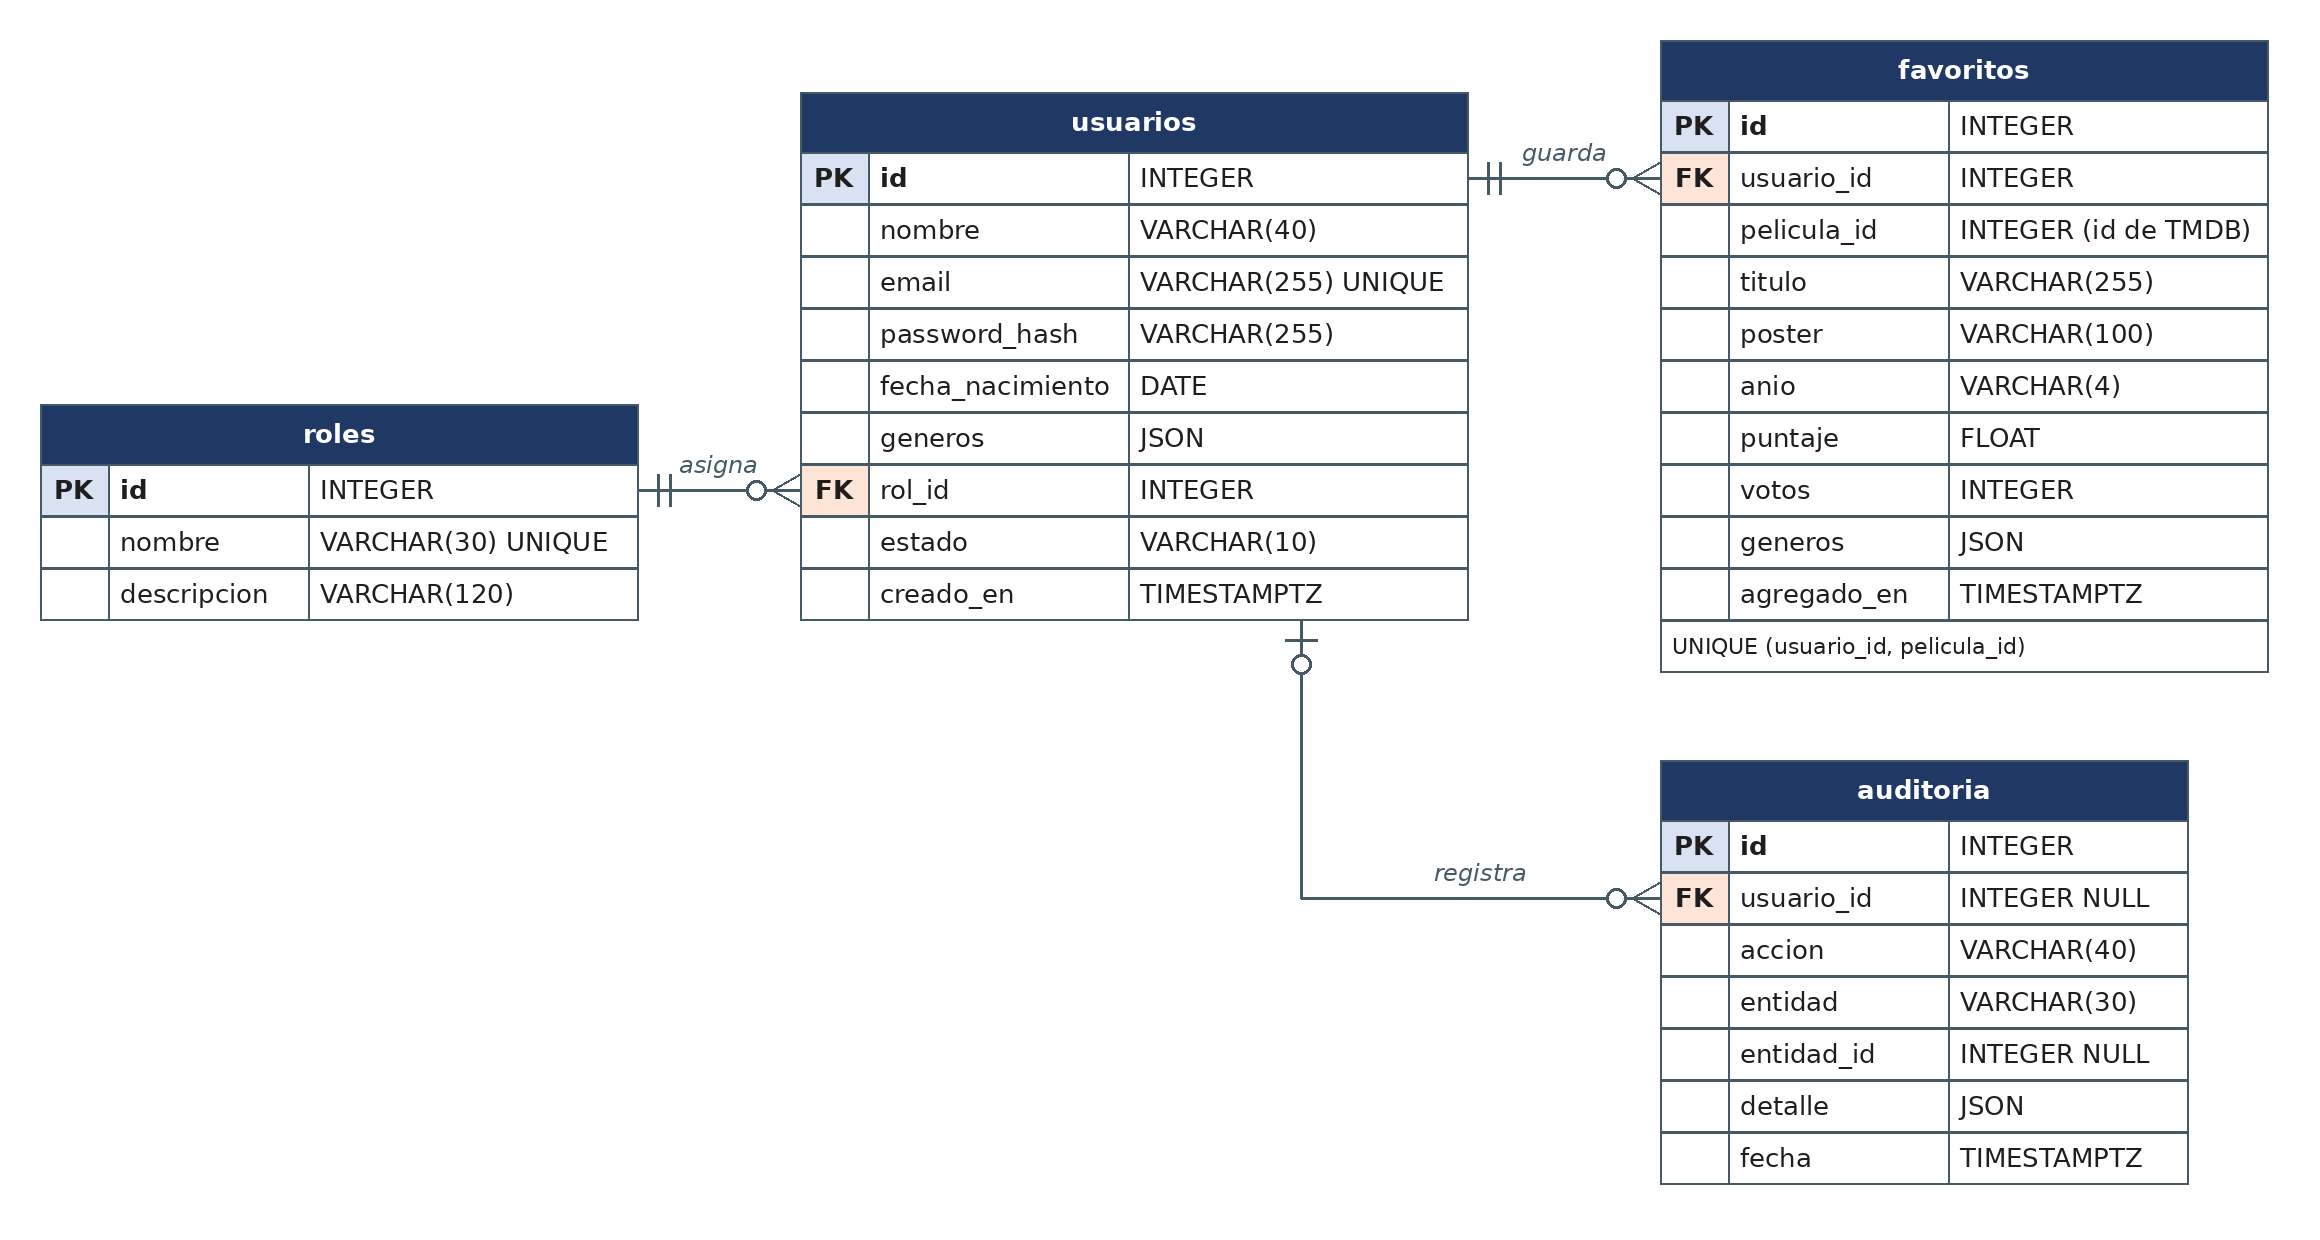 roles
PK id INTEGER
nombre VARCHAR(30) UNIQUE
descripcion VARCHAR(120)
asigna
usuarios
PK id INTEGER
nombre VARCHAR(40)
email VARCHAR(255) UNIQUE
password_hash VARCHAR(255)
fecha_nacimiento DATE
generos JSON
FK rol_id INTEGER
estado VARCHAR(10)
creado_en TIMESTAMPTZ
guarda
favoritos
PK id INTEGER
FK usuario_id INTEGER
pelicula_id INTEGER (id de TMDB)
titulo VARCHAR(255)
poster VARCHAR(100)
anio VARCHAR(4)
puntaje FLOAT
votos INTEGER
generos JSON
agregado_en TIMESTAMPTZ
UNIQUE (usuario_id, pelicula_id)
registra
auditoria
PK id INTEGER
FK usuario_id INTEGER NULL
accion VARCHAR(40)
entidad VARCHAR(30)
entidad_id INTEGER NULL
detalle JSON
fecha TIMESTAMPTZ